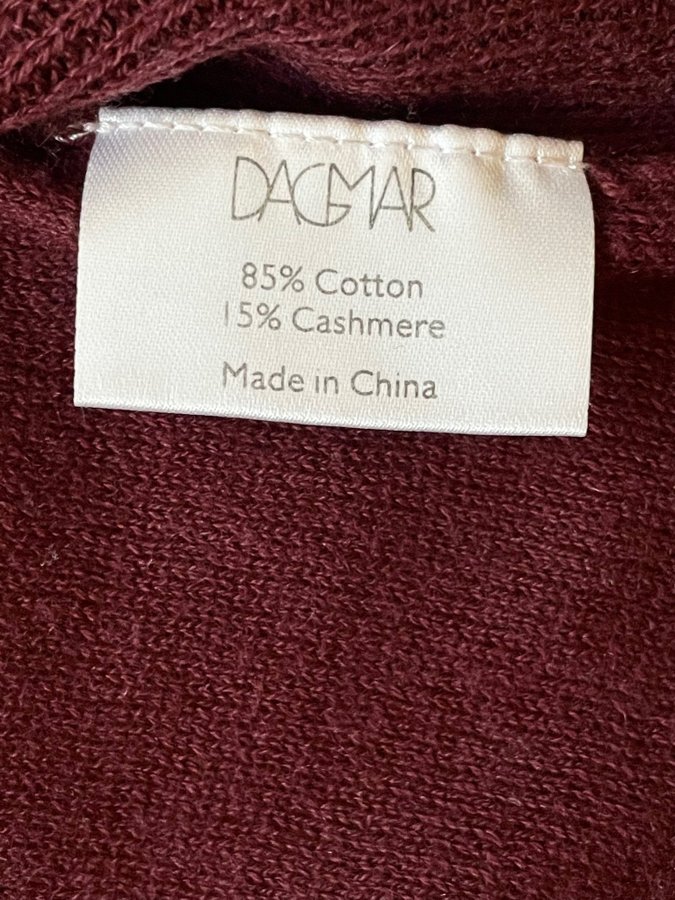 DAGMAR
85% Cotton
15% Cashmere
Made in China